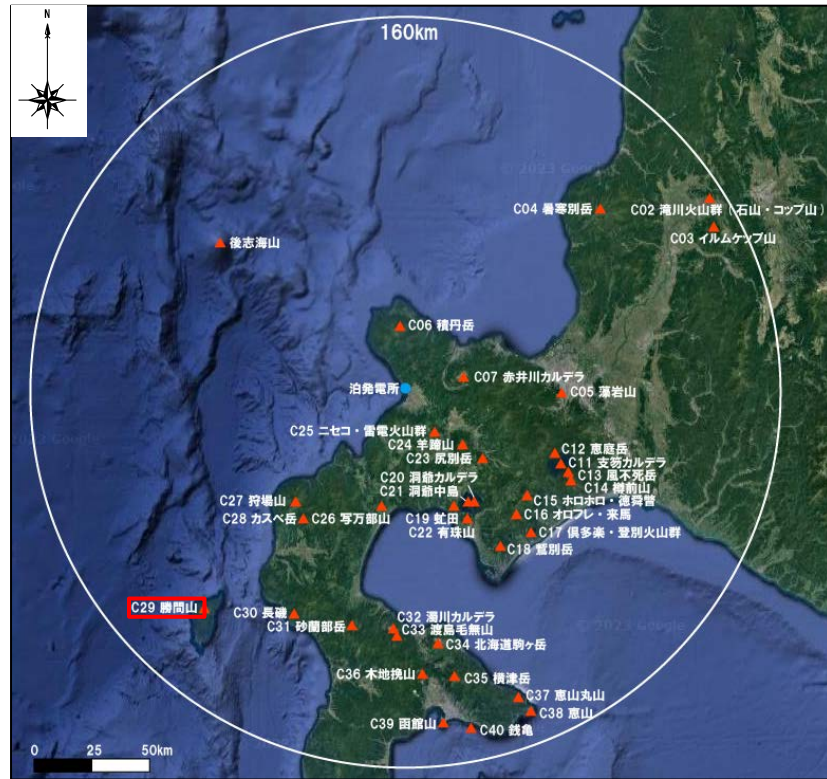 N
160km
© 2023 Google
C04 暑寒別岳
C02 滝川火山群（石山・コップ山）
C03 イルムケップ山
後志海山
C06 積丹岳
C07 赤井川カルデラ
泊発電所
C05 藻岩山
C25 ニセコ・雷電火山群
C24 羊蹄山
C23 尻別岳
C12 恵庭岳
C11 支笏カルデラ
C13 風不死岳
C14 樽前山
C20 洞爺カルデラ
C21 洞爺中島
C15 ホロホロ・徳舜瞥
C27 狩場山
C28 カスベ岳
C26 写万部山
C19 虻田
C16 オロフレ・来馬
C22 有珠山
C17 倶多楽・登別火山群
C18 鷲別岳
C29 勝澗山
C30 長磯
C31 砂蘭部岳
C32 濁川カルデラ
C33 渡島毛無山
C34 北海道駒ヶ岳
C36 木地挽山
C35 横津岳
C37 恵山丸山
C38 恵山
C39 函館山
C40 銭亀
0 25 50km